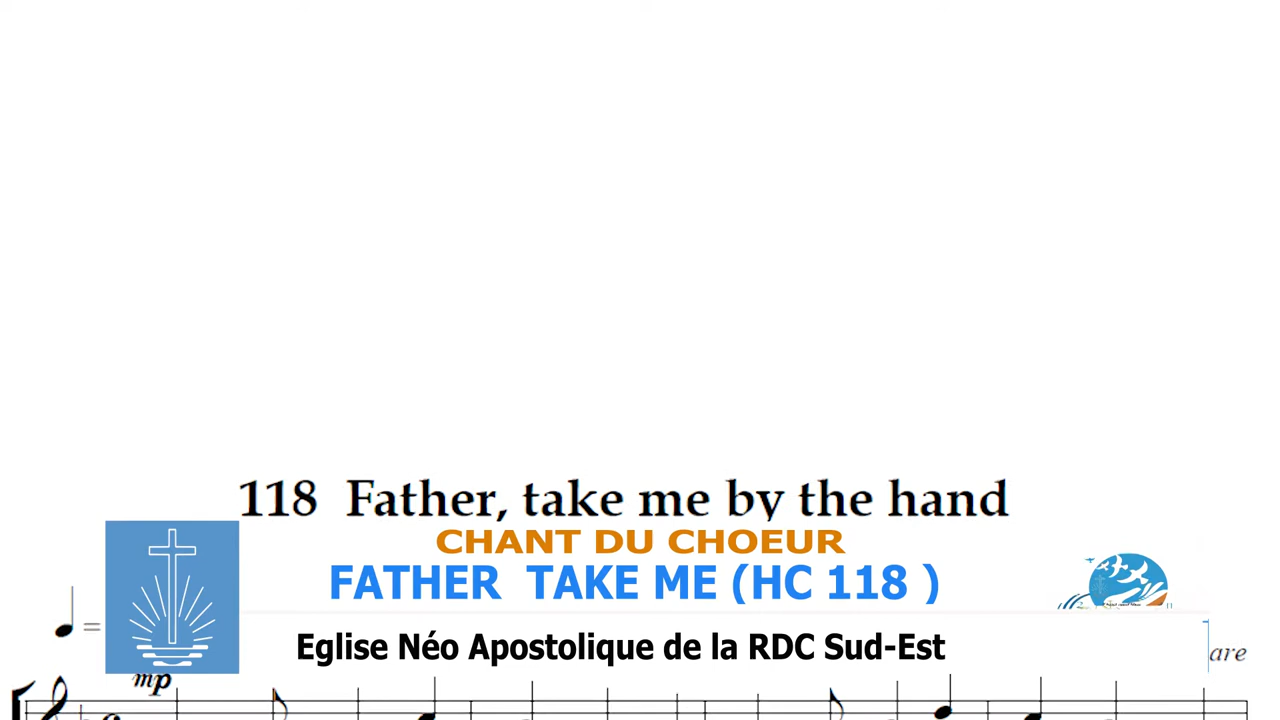 118 Father, take me by the hand
CHANT DU CHOEUR
FATHER TAKE ME (HC 118 )
Eglise Néo Apostolique de la RDC Sud-Est
=
are
mp